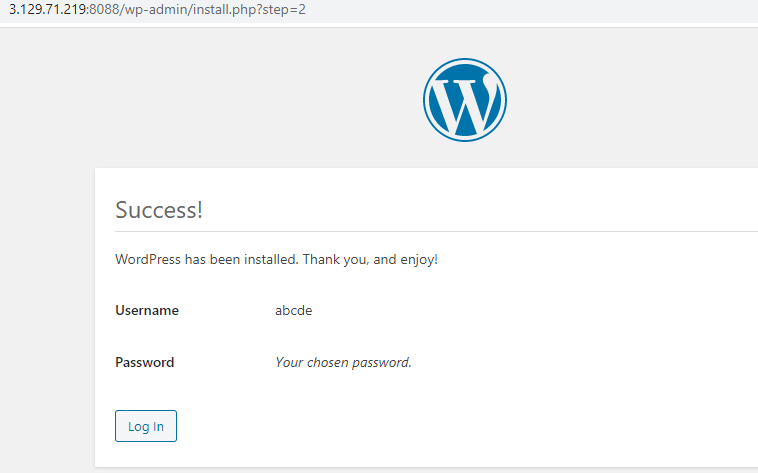 3.129.71.219:8088/wp-admin/install.php?step=2
Success!
WordPress has been installed. Thank you, and enjoy!
Username abcde
Password Your chosen password.
Log In